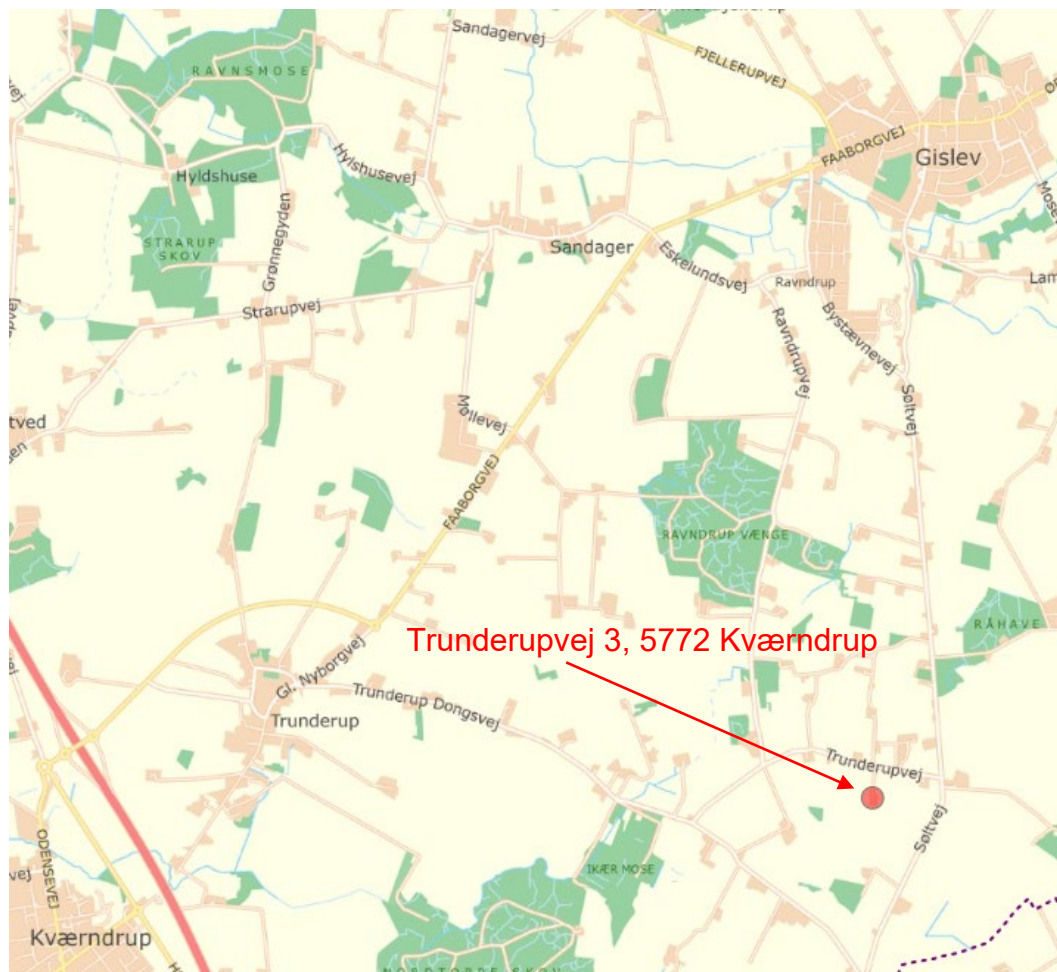 Sandagervej
FJELLERUPVEJ
RAVNSMOSE
FAABORGVEJ
Gislev
Hylshusevej
Hyldshuse
STRARUP
SKOV
Grønnegyden
Sandager
Eskelundsvej
Ravndrup
Strarupvej
Ravndrupvej
Bystævnevej
Søltvej
Møllevej
FAABORGVEJ
RAVNDRUP VÆNGE
RÅHAVE
Trunderupvej 3, 5772 Kværndrup
Gl. Nyborgvej
Trunderup Dongsvej
Trunderup
Trunderupvej
Søltvej
ODENSEVEJ
IKÆR MOSE
Kværndrup